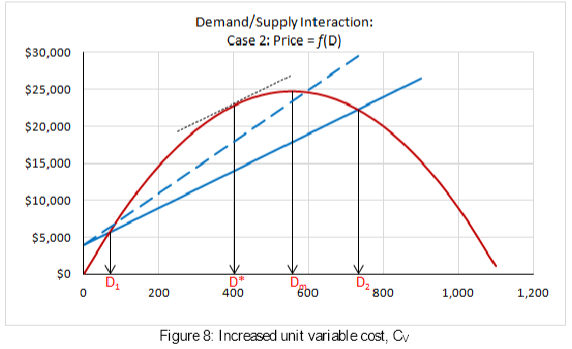 Demand/Supply Interaction:
Case 2: Price = f(D)
$30,000
$25,000
$20,000
$15,000
$10,000
$5,000
$0
D1 D* Dm D2
0 200 400 600 800 1,000 1,200
Figure 8: Increased unit variable cost, CV